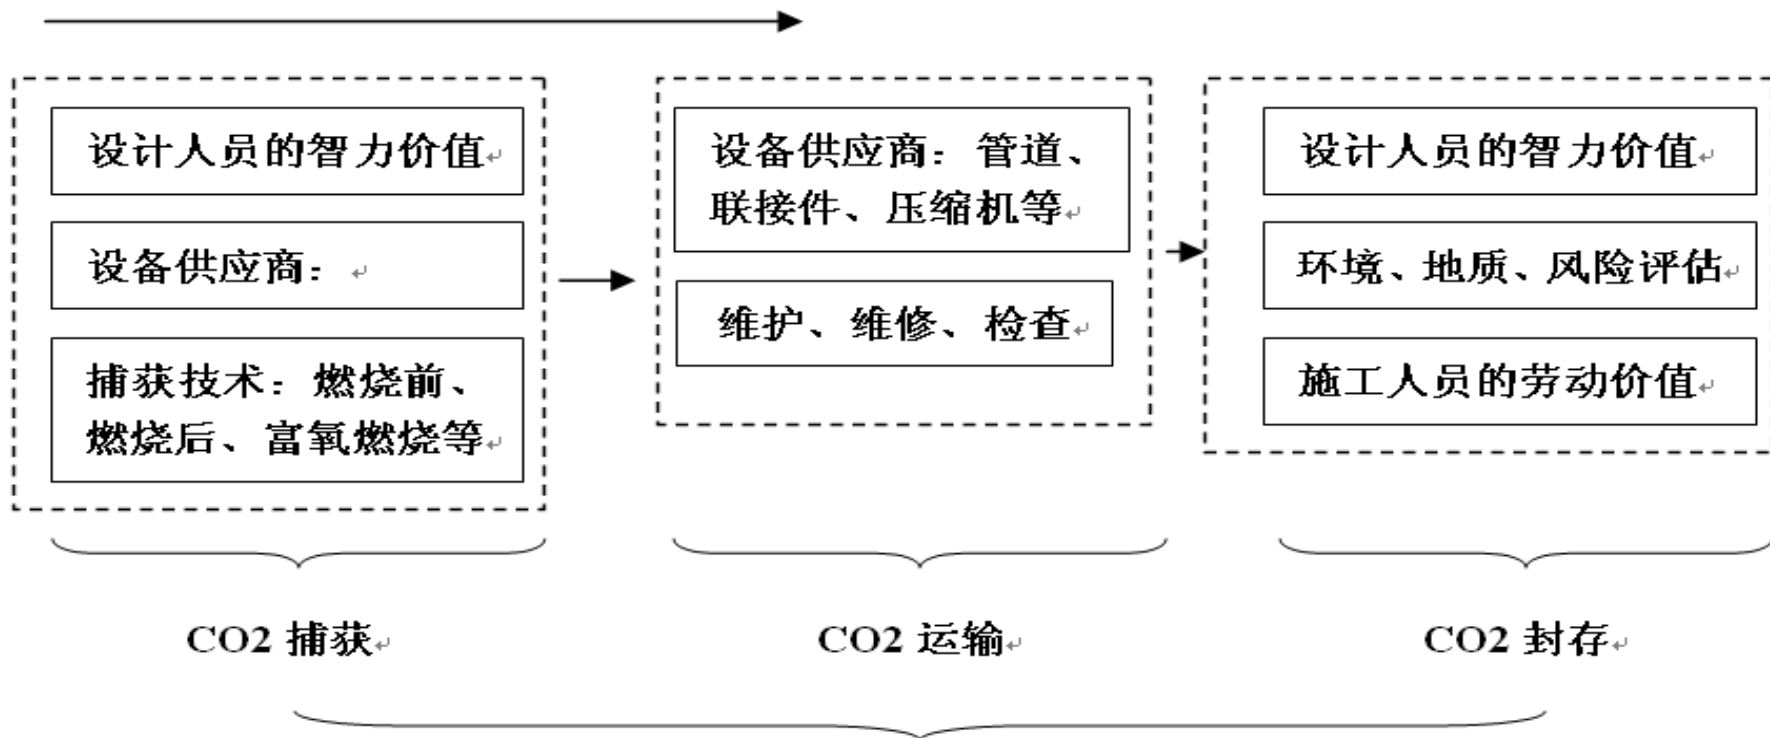 设计人员的智力价值
设备供应商：
捕获技术：燃烧前、
燃烧后、富氧燃烧等
设备供应商：管道、
联接件、压缩机等
维护、维修、检查
设计人员的智力价值
环境、地质、风险评估
施工人员的劳动价值
CO2 捕获
CO2 运输
CO2 封存